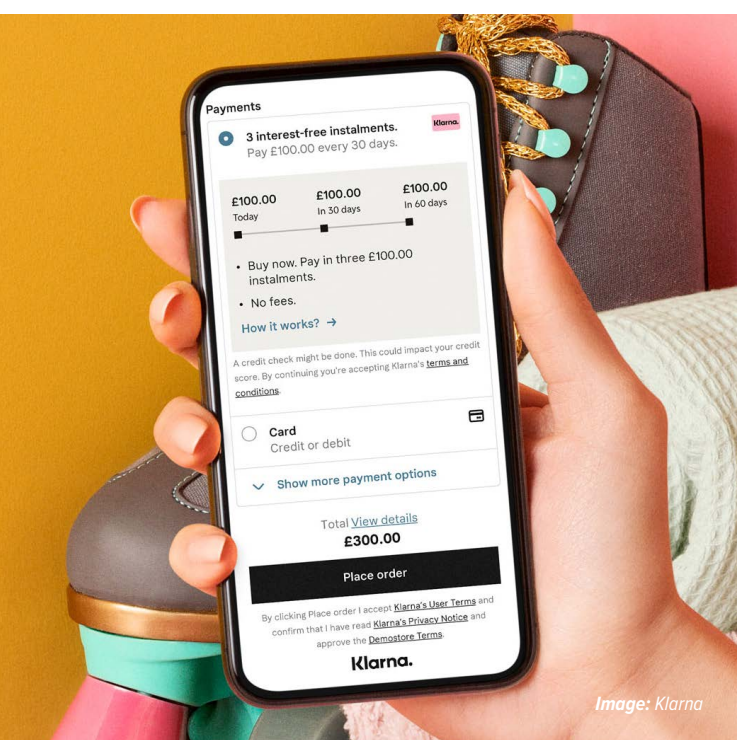 Payments
3 interest-free instalments.
Klarna.
Pay £100.00 every 30 days.
£100.00
£100.00
£100.00
Today
In 30 days
In 60 days
• Buy now. Pay in three £100.00
instalments.
• No fees.
How it works? →
A credit check might be done. This could impact your credit
score. By continuing you're accepting Klarna's terms and
conditions.
Card
Credit or debit
Show more payment options
Total View details
£300.00
Place order
By clicking Place order I accept Klarna's User Terms and
confirm that I have read Klarna's Privacy Notice and
approve the Demostore Terms.
Klarna.
Image: Klarna